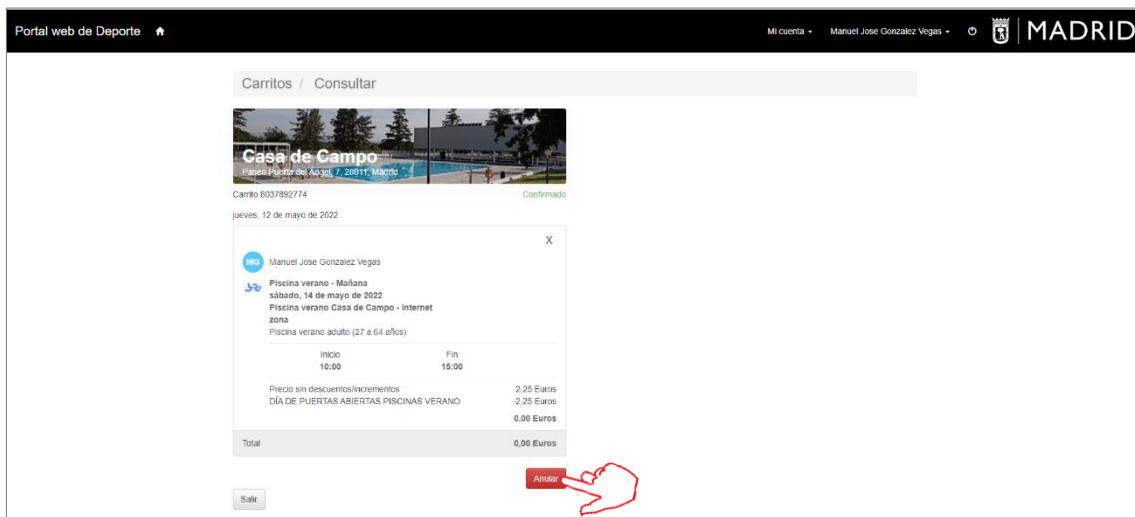 Portal web de Deporte
Mi cuenta
Manuel Jose Gonzalez Vegas
MADRID
Carritos / Consultar
Casa de Campo
Paseo Puerta del Ángel, 7, 28011, Madrid
Carrito 8037892774 Confirmado
jueves, 12 de mayo de 2022
X
MG Manuel Jose Gonzalez Vegas
Piscina verano - Mañana
sábado, 14 de mayo de 2022
Piscina verano Casa de Campo - Internet
zona
Piscina verano adulto (27 a 64 años)
Inicio Fin
10:00 15:00
Precio sin descuentos/incrementos 2,25 Euros
DÍA DE PUERTAS ABIERTAS PISCINAS VERANO -2,25 Euros
0,00 Euros
Total 0,00 Euros
Anular
Salir